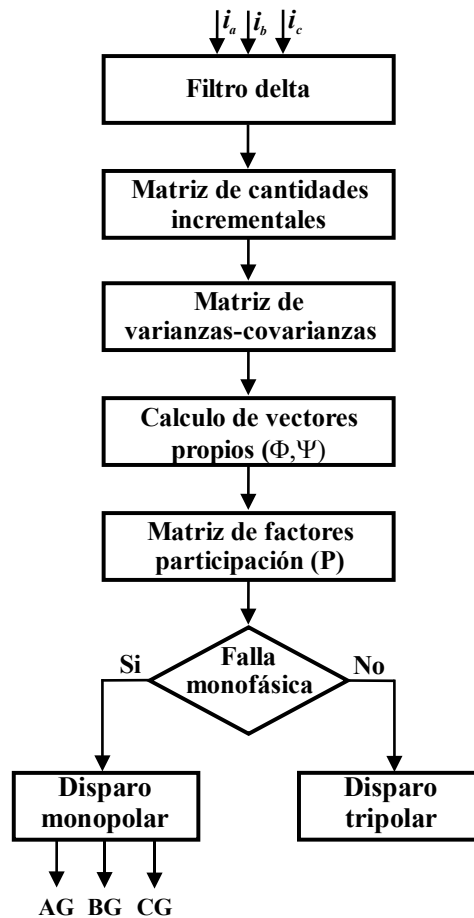 i_a i_b i_c
Filtro delta
Matriz de cantidades
incrementales
Matriz de
varianzas-covarianzas
Calculo de vectores
propios (Φ,Ψ)
Matriz de factores
participación (P)
Si
Falla
monofásica
No
Disparo
monopolar
Disparo
tripolar
AG BG CG